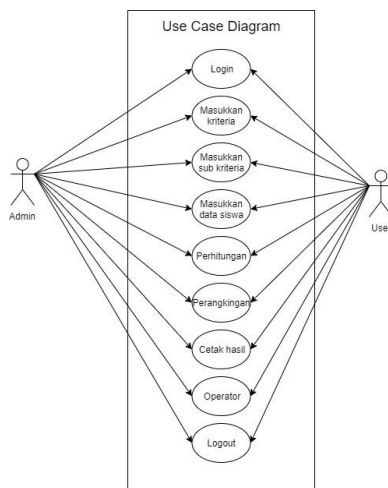 Use Case Diagram
Login
Masukkan
kriteria
Masukkan
sub kriteria
Masukkan
data siswa
Admin
Use
Perhitungan
Perangkingan
Cetak hasil
Operator
Logout